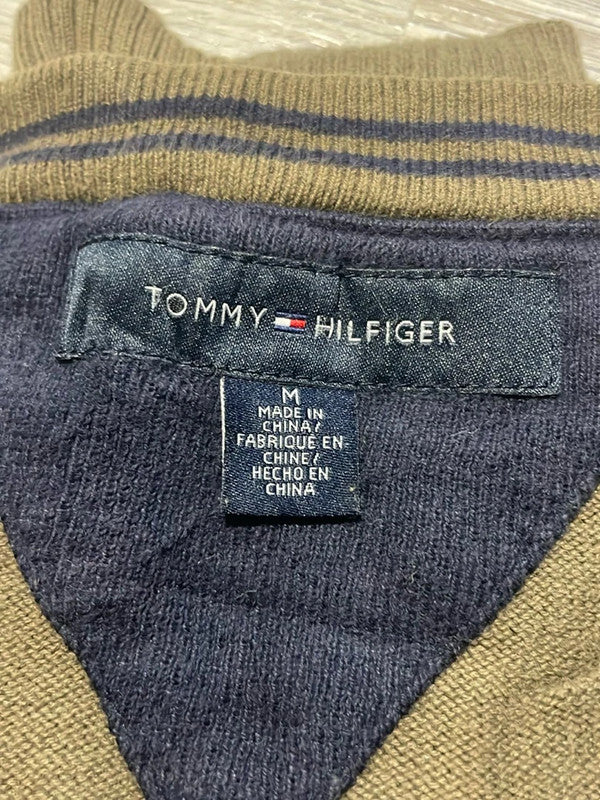 TOMMY HILFIGER
M
MADE IN
CHINA/
FABRIQUÉ EN
CHINE/
HECHO EN
CHINA